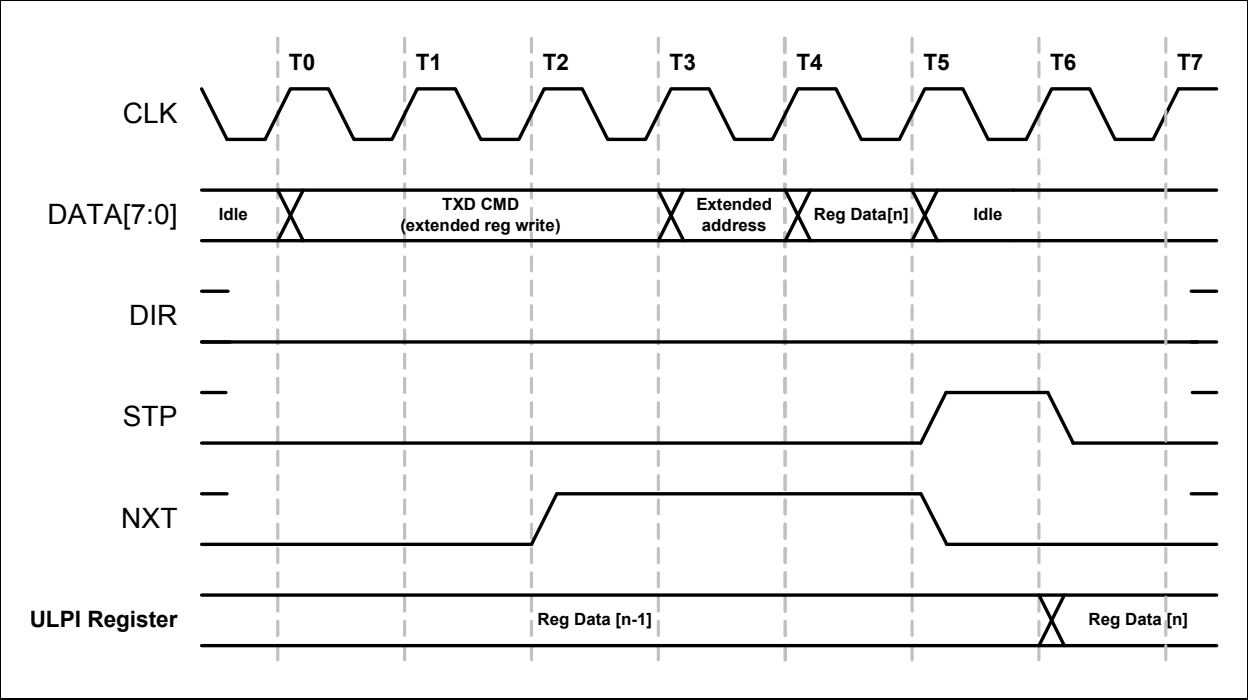 T0 T1 T2 T3 T4 T5 T6 T7
CLK
DATA[7:0]
Idle
TXD CMD
(extended reg write)
Extended
address
Reg Data[n]
Idle
DIR
STP
NXT
ULPI Register
Reg Data [n-1]
Reg Data [n]